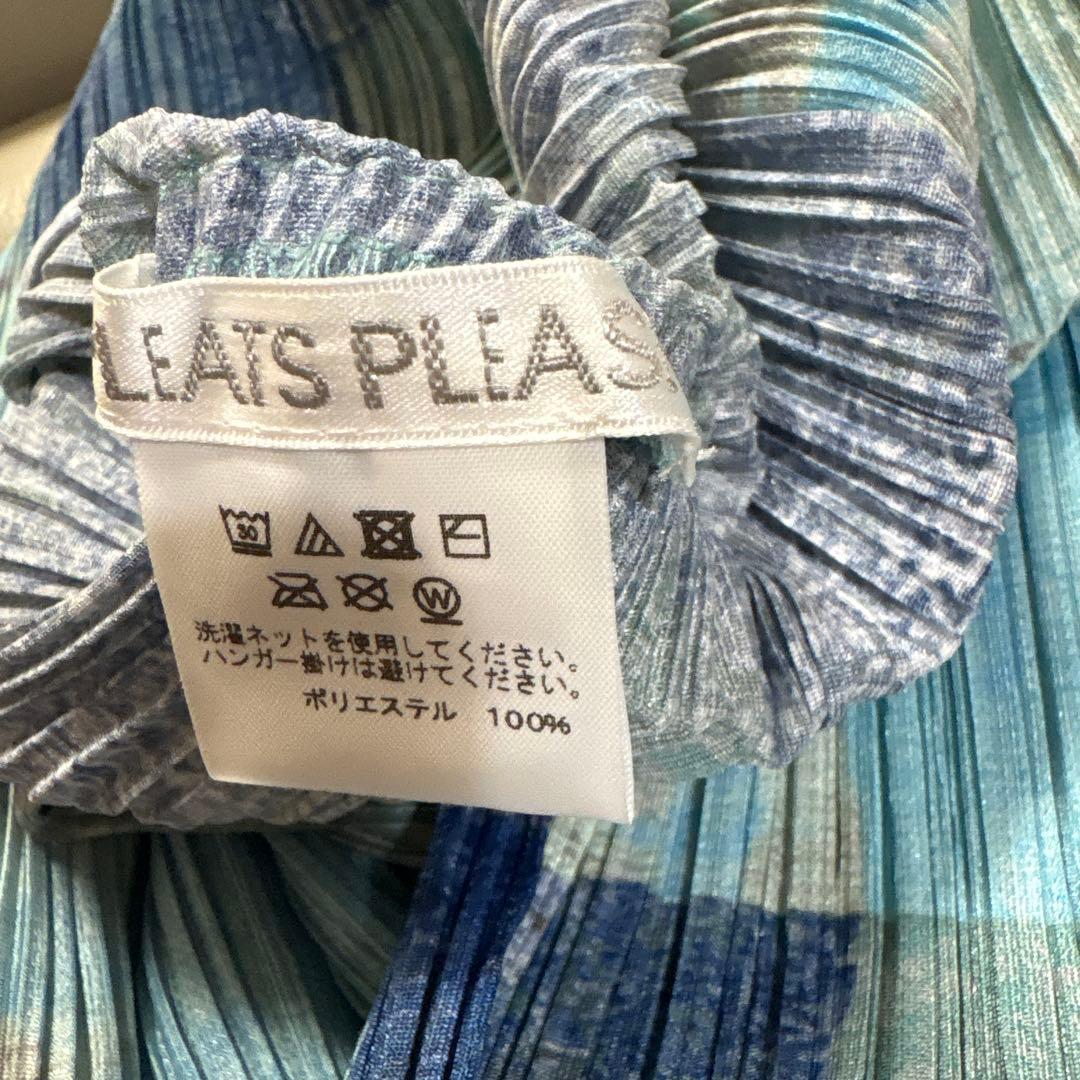 LEATS PLEAS
30
W
洗濯ネットを使用してください。
ハンガー掛けは避けてください。
ポリエステル 100%